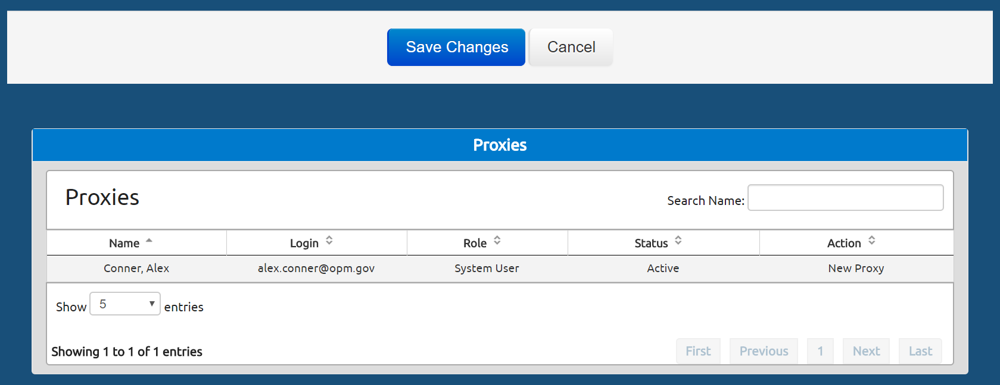 Save Changes Cancel
Proxies
Proxies
Search Name:
Name Login Role Status Action
Conner, Alex alex.conner@opm.gov System User Active New Proxy
Show 5 entries
Showing 1 to 1 of 1 entries First Previous 1 Next Last